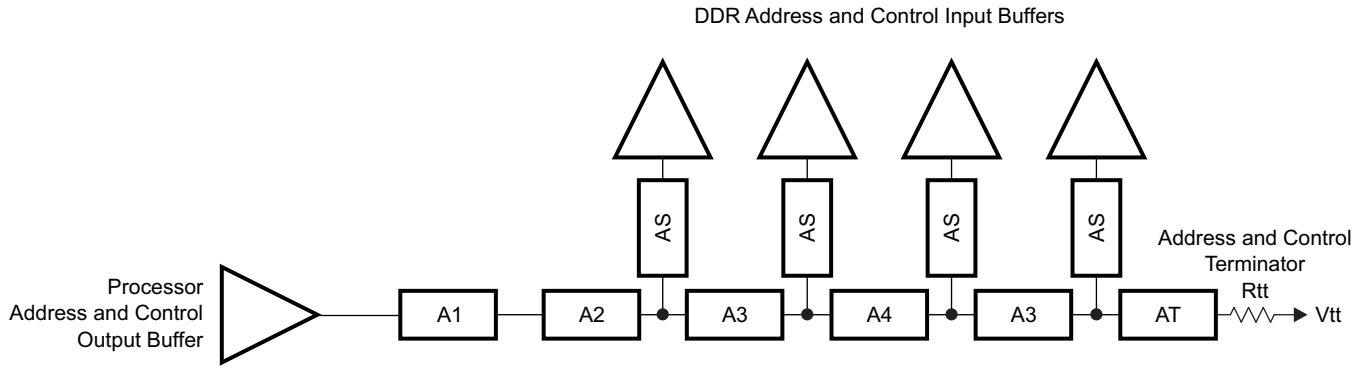 DDR Address and Control Input Buffers
AS
AS
AS
AS
Address and Control
Terminator
Rtt
Processor
Address and Control
Output Buffer
A1
A2
A3
A4
A3
AT
Vtt